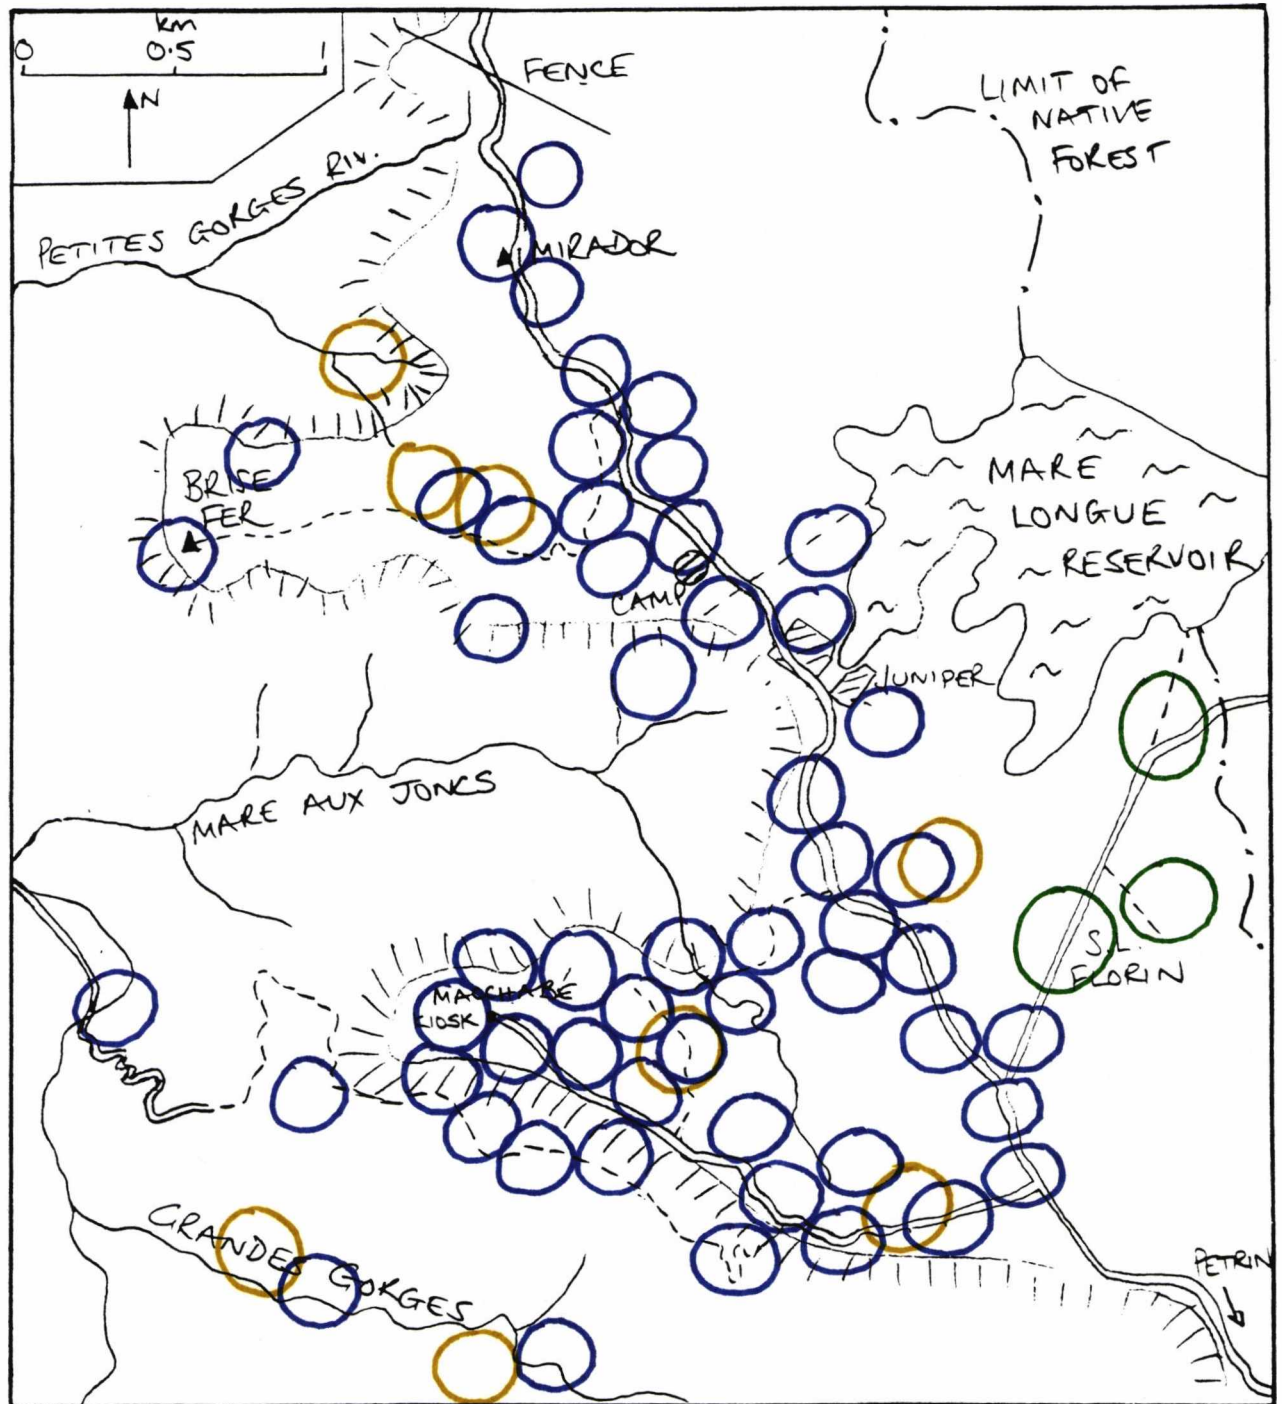 km
0 0.5 1
N
FENCE
LIMIT OF
NATIVE
FOREST
PETITES GORGES RIV.
MIRADOR
BRISE
FER
MARE
LONGUE
RESERVOIR
CAMP
JUNIPER
MARE AUX JONCS
S.L.
FLORIN
MACCHABE
KIOSK
GRANDES GORGES
PETRIN